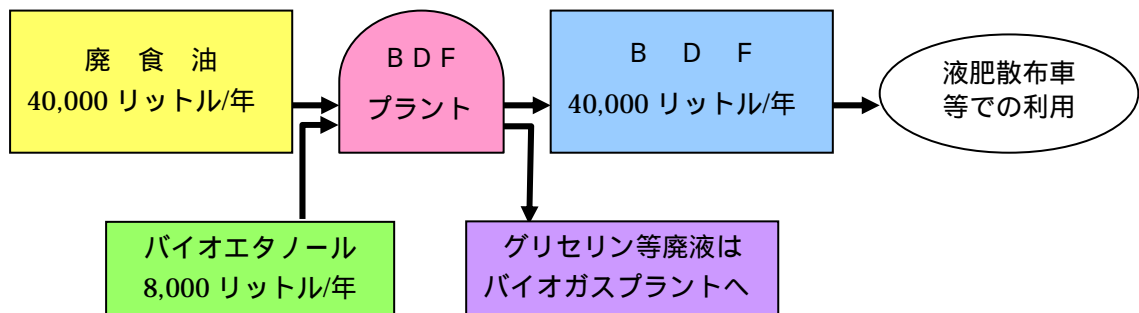 廃 食 油
40,000 リットル/年
BDF
プラント
B D F
40,000 リットル/年
液肥散布車
等での利用
バイオエタノール
8,000 リットル/年
グリセリン等廃液は
バイオガスプラントへ